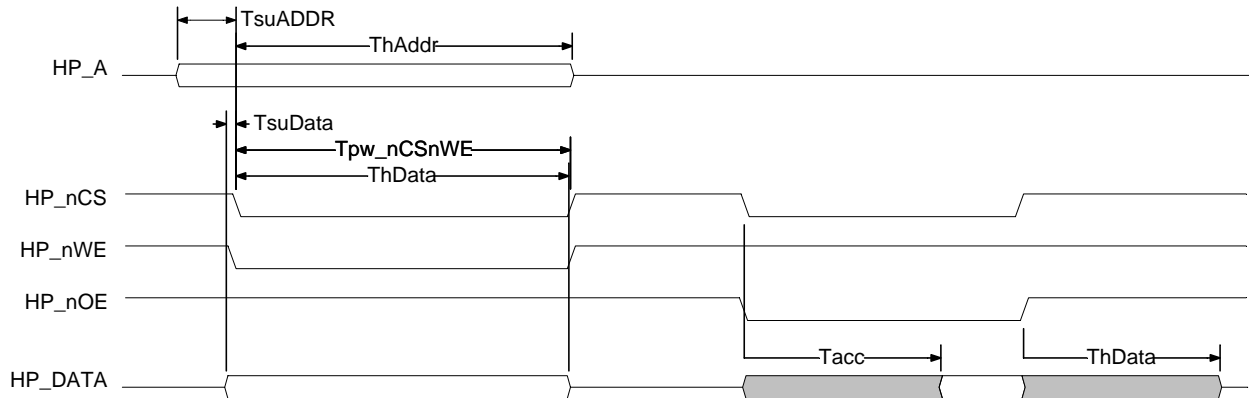 TsuADDR
ThAddr
HP_A
TsuData
Tpw_nCSnWE
ThData
HP_nCS
HP_nWE
HP_nOE
Tacc
ThData
HP_DATA